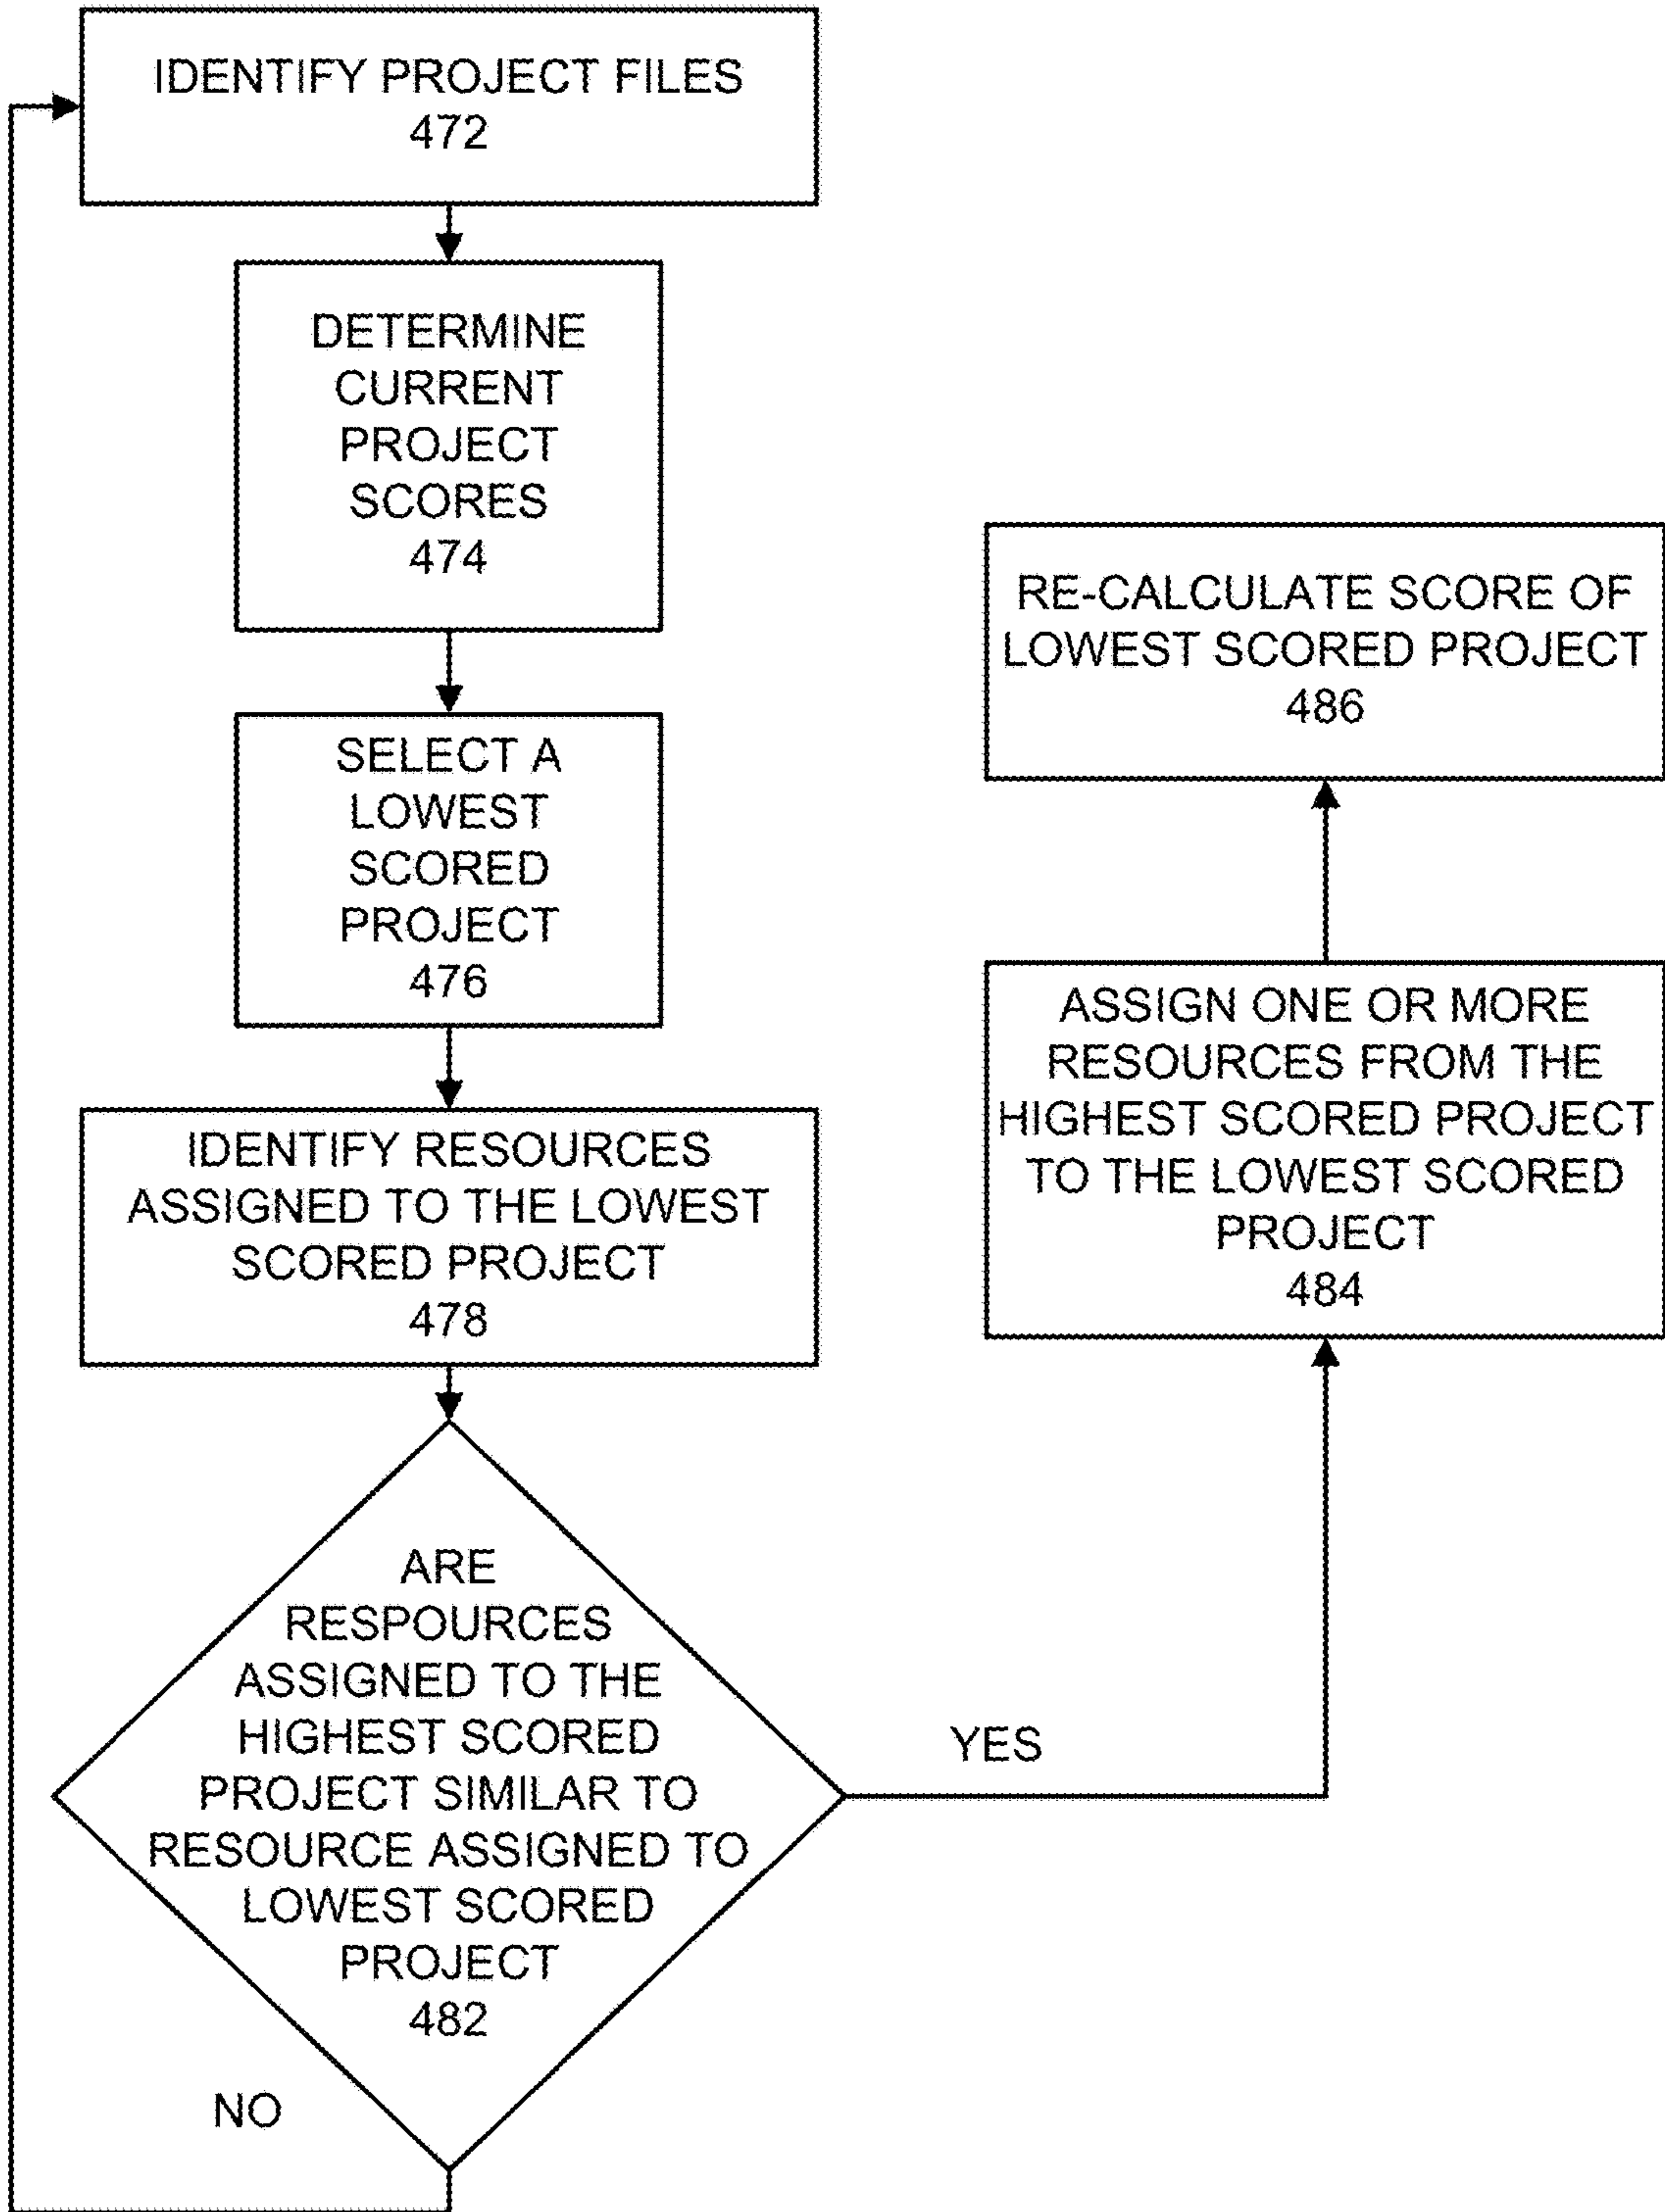 IDENTIFY PROJECT FILES
472
DETERMINE
CURRENT
PROJECT
SCORES
474
SELECT A
LOWEST
SCORED
PROJECT
476
IDENTIFY RESOURCES
ASSIGNED TO THE LOWEST
SCORED PROJECT
478
ARE
RESPOURCES
ASSIGNED TO THE
HIGHEST SCORED
PROJECT SIMILAR TO
RESOURCE ASSIGNED TO
LOWEST SCORED
PROJECT
482
NO
YES
ASSIGN ONE OR MORE
RESOURCES FROM THE
HIGHEST SCORED PROJECT
TO THE LOWEST SCORED
PROJECT
484
RE-CALCULATE SCORE OF
LOWEST SCORED PROJECT
486